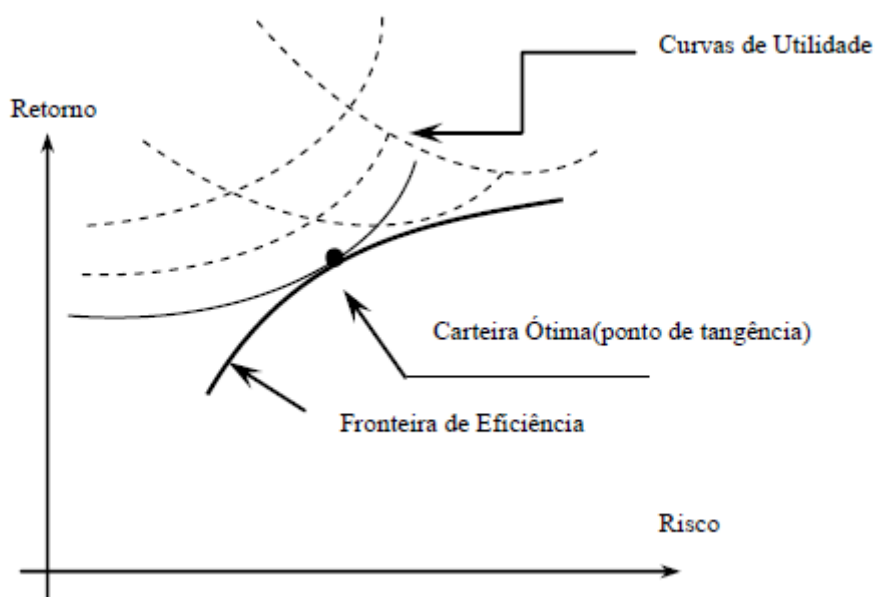 Curvas de Utilidade
Retorno
Carteira Ótima(ponto de tangência)
Fronteira de Eficiência
Risco